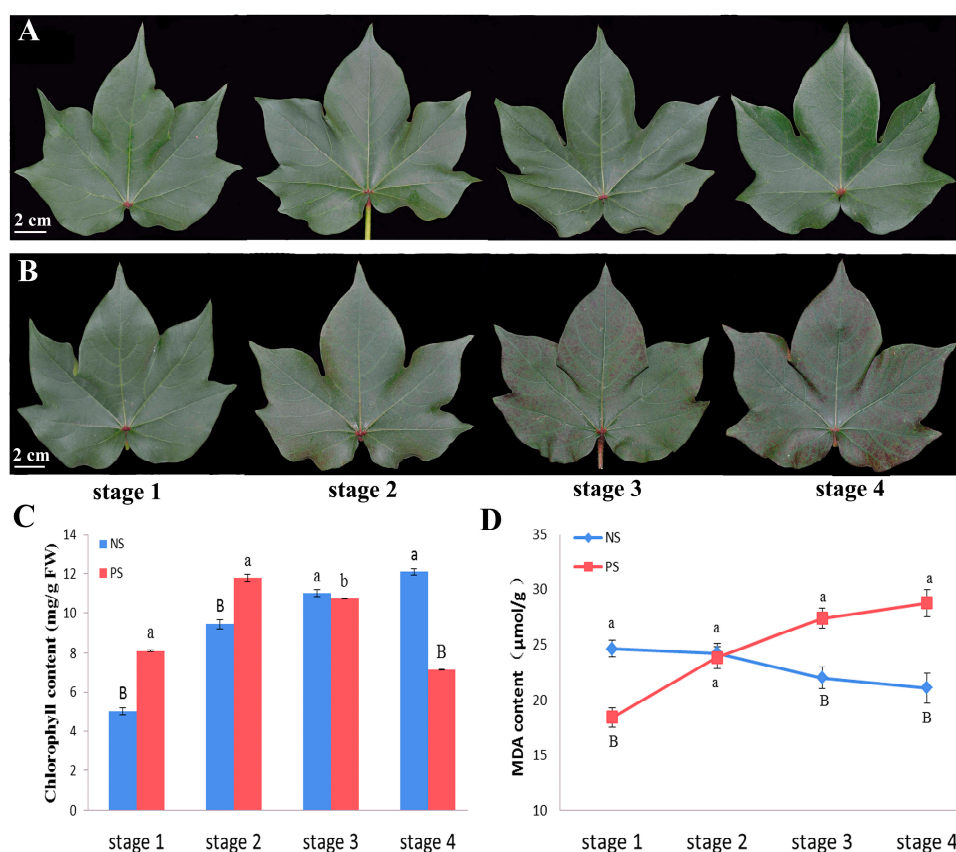 A
2 cm
B
2 cm
stage 1 stage 2 stage 3 stage 4
C
Chlorophyll content (mg/g FW)
14
12
10
8
6
4
2
0
NS
PS
B a
B a
a b
a B
stage 1 stage 2 stage 3 stage 4
D
MDA content (μmol/g)
35
30
25
20
15
10
NS
PS
a a a a
B a B B
stage 1 stage 2 stage 3 stage 4